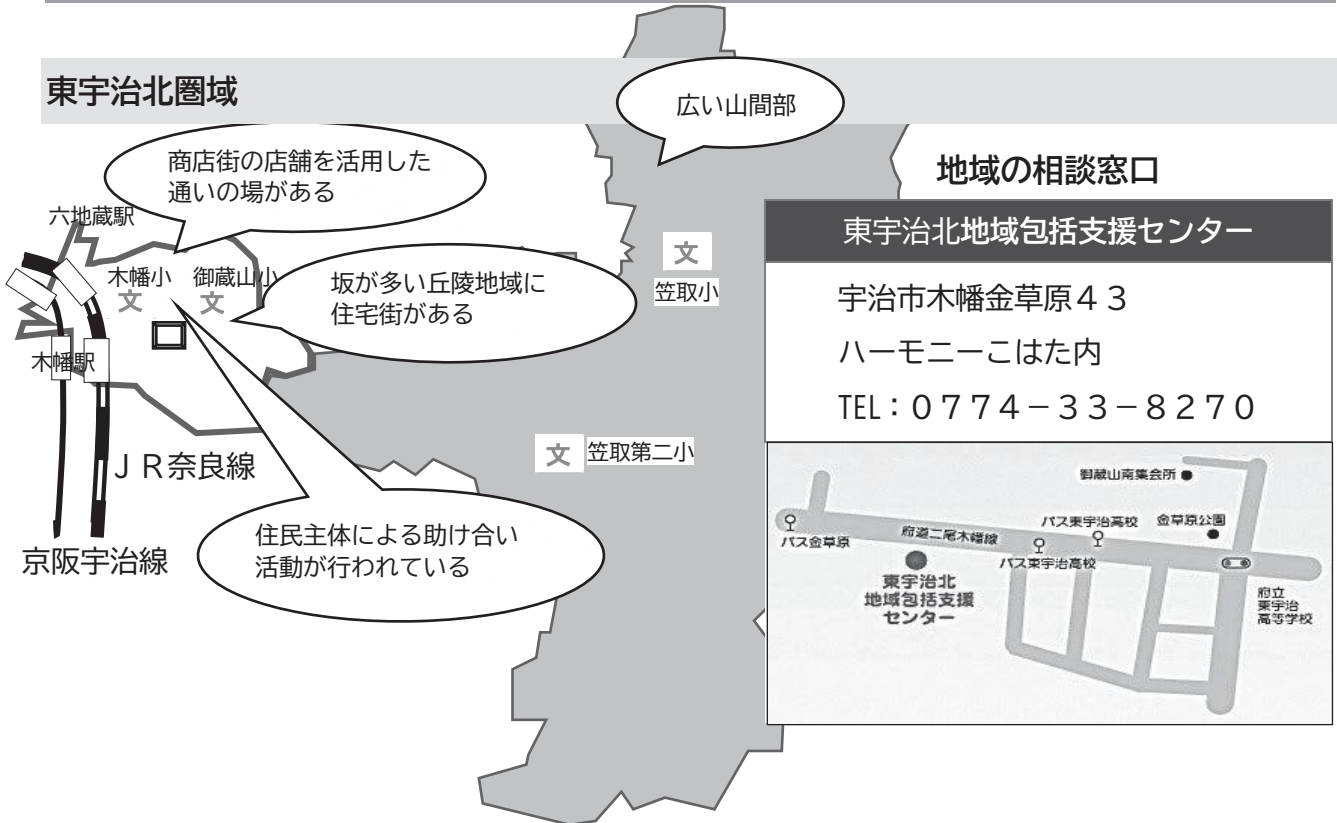 東宇治北圏域
広い山間部
商店街の店舗を活用した
通いの場がある
六地蔵駅
木幡小
御蔵山小
文
文
坂が多い丘陵地域に
住宅街がある
文
笠取小
木幡駅
ＪＲ奈良線
京阪宇治線
文
笠取第二小
住民主体による助け合い
活動が行われている
地域の相談窓口
東宇治北地域包括支援センター
宇治市木幡金草原４３
ハーモニーこはた内
TEL：０７７４－３３－８２７０
御蔵山南集会所
バス金草原
府道二尾木幡線
バス東宇治高校
金草原公園
バス東宇治高校
東宇治北
地域包括支援
センター
府立
東宇治
高等学校